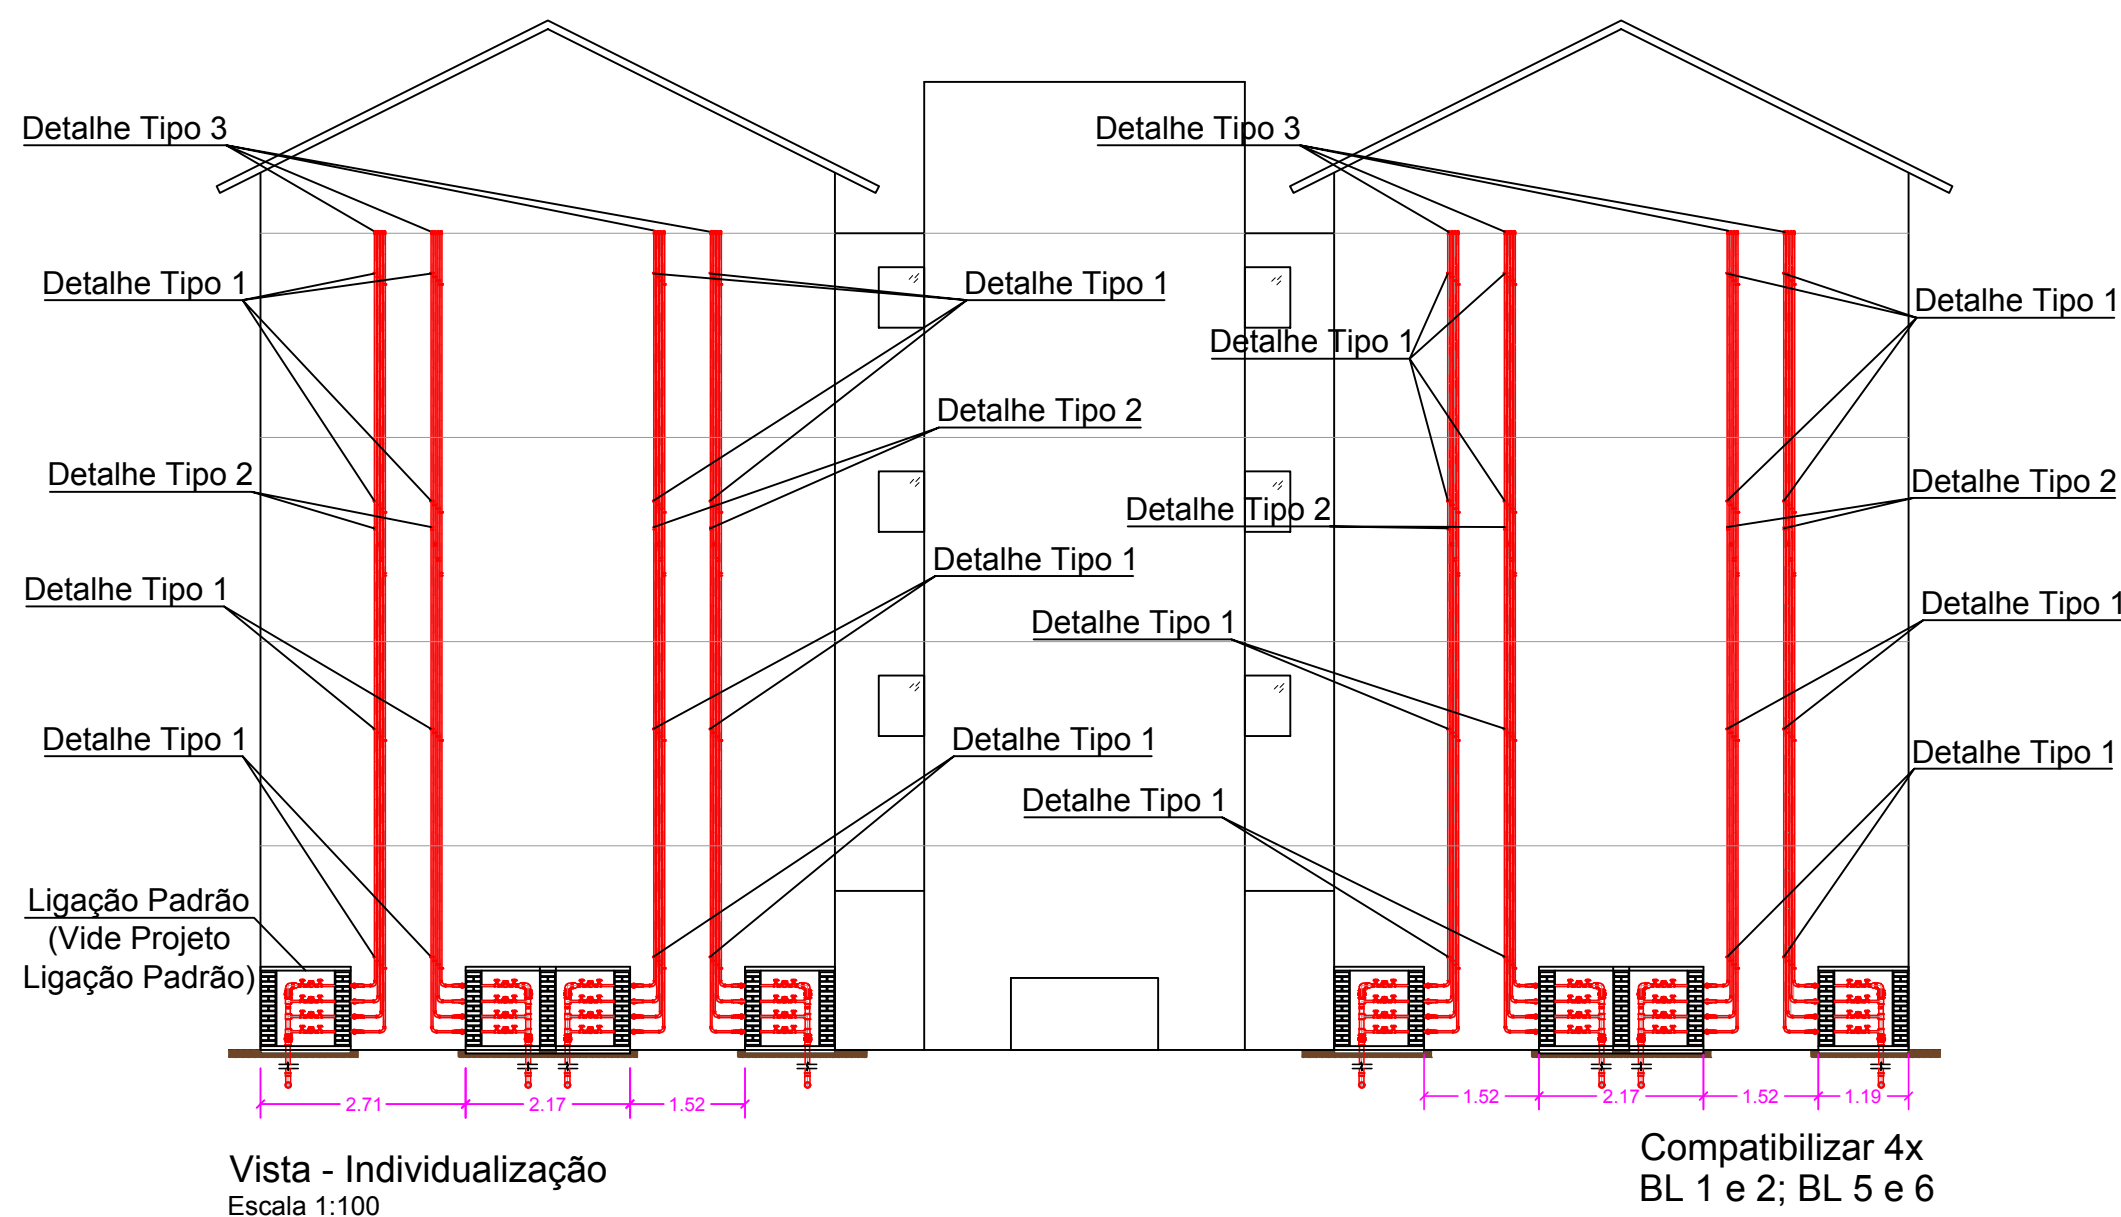 Detalhe Tipo 3
Detalhe Tipo 3
Detalhe Tipo 1
Detalhe Tipo 1
Detalhe Tipo 1
Detalhe Tipo 1
Detalhe Tipo 2
Detalhe Tipo 2
Detalhe Tipo 2
Detalhe Tipo 2
Detalhe Tipo 1
Detalhe Tipo 1
Detalhe Tipo 1
Detalhe Tipo 1
Detalhe Tipo 1
Detalhe Tipo 1
Detalhe Tipo 1
Detalhe Tipo 1
Ligação Padrão
(Vide Projeto
Ligação Padrão)
2.71 2.17 1.52 1.52 2.17 1.52 1.19
Vista - Individualização
Escala 1:100
Compatibilizar 4x
BL 1 e 2; BL 5 e 6